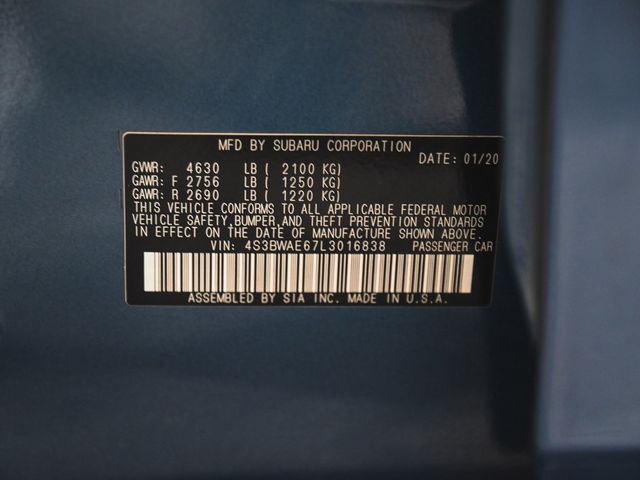 MFD BY SUBARU CORPORATION
DATE: 01/20
GVWR: 4630 LB ( 2100 KG)
GAWR: F 2756 LB ( 1250 KG)
GAWR: R 2690 LB ( 1220 KG)
THIS VEHICLE CONFORMS TO ALL APPLICABLE FEDERAL MOTOR
VEHICLE SAFETY,BUMPER,AND THEFT PREVENTION STANDARDS
IN EFFECT ON THE DATE OF MANUFACTURE SHOWN ABOVE.
VIN: 4S3BWAE67L3016838 PASSENGER CAR
ASSEMBLED BY SIA INC. MADE IN U.S.A.